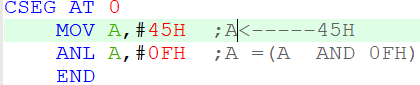 CSEG AT 0
MOV A,#45H ;A<-----45H
ANL A,#0FH ;A =(A AND 0FH)
END